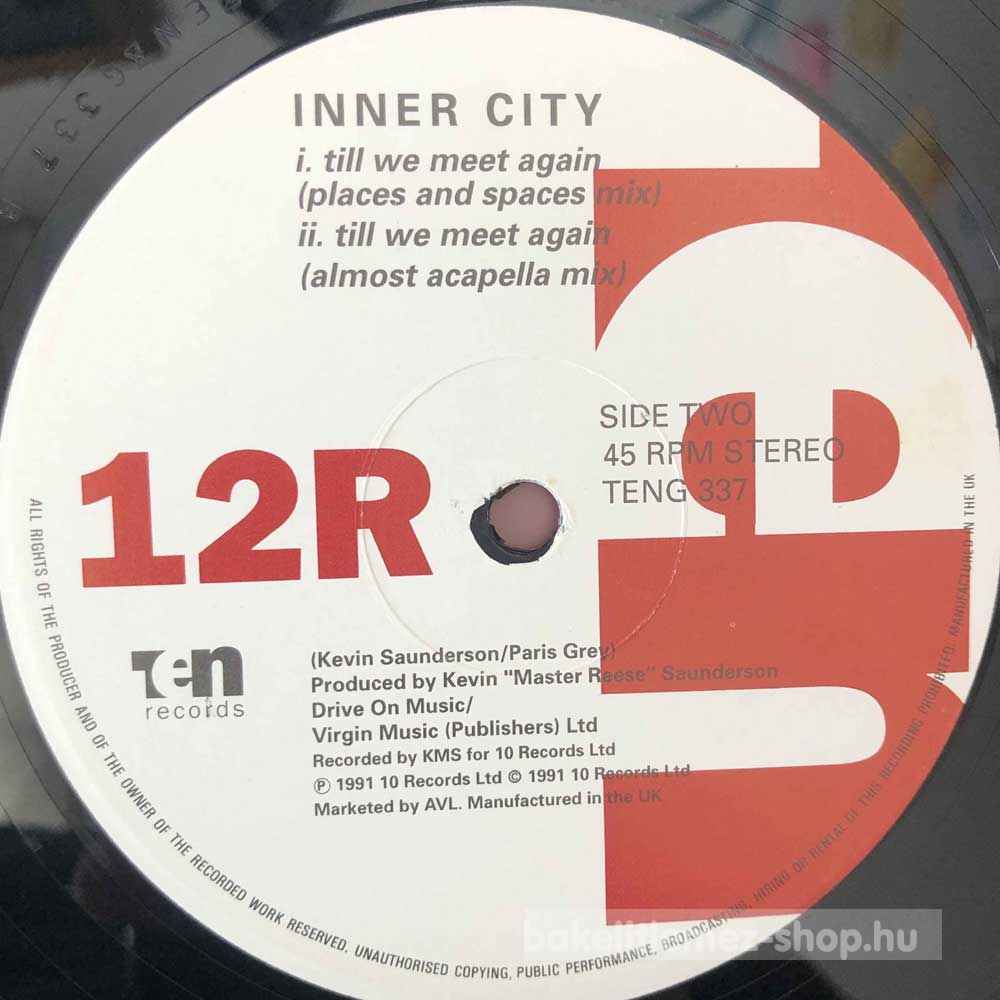 INNER CITY
i. till we meet again
(places and spaces mix)
ii. till we meet again
(almost acapella mix)
SIDE TWO
45 RPM STEREO
TENG 337
12R
ten
records
(Kevin Saunderson/Paris Grey)
Produced by Kevin "Master Reese" Saunderson
Drive On Music/
Virgin Music (Publishers) Ltd
Recorded by KMS for 10 Records Ltd
℗ 1991 10 Records Ltd © 1991 10 Records Ltd
Marketed by AVL. Manufactured in the UK
ALL RIGHTS OF THE PRODUCER AND OF THE OWNER OF THE RECORDED WORK RESERVED. UNAUTHORISED COPYING, PUBLIC PERFORMANCE, BROADCASTING, HIRING OR RENTAL OF THIS RECORDING PROHIBITED. MANUFACTURED IN THE UK
bakelitlemez-shop.hu